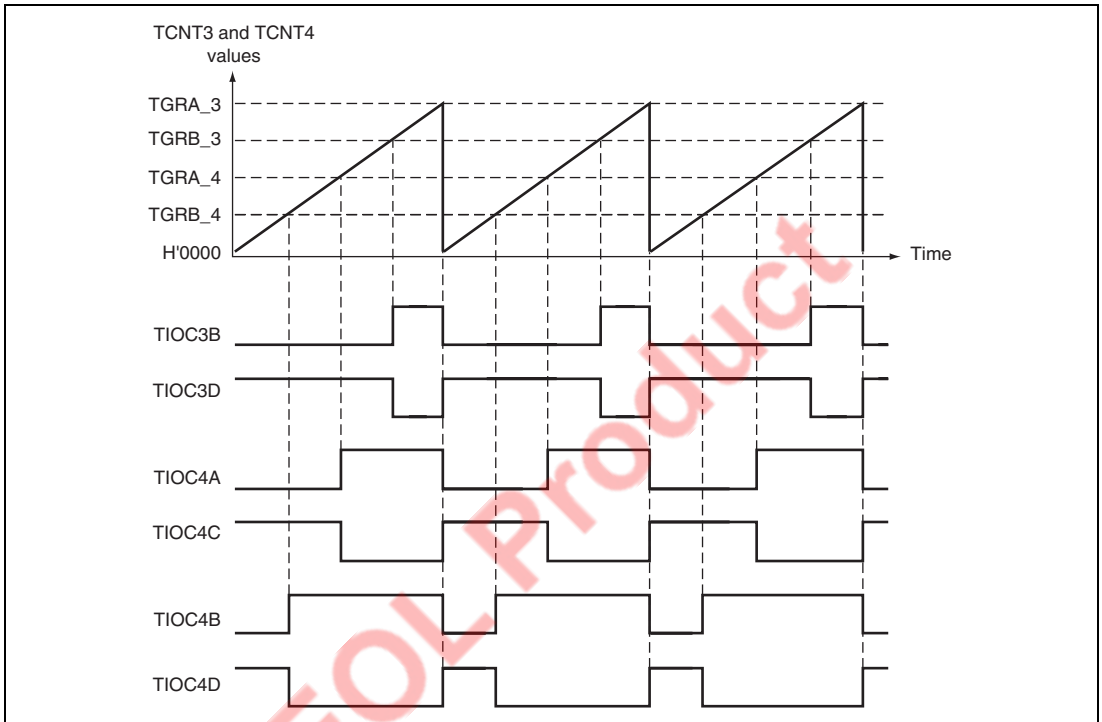 TCNT3 and TCNT4
values
TGRA_3
TGRB_3
TGRA_4
TGRB_4
H'0000
Time
TIOC3B
TIOC3D
TIOC4A
TIOC4C
TIOC4B
TIOC4D
EOL Product